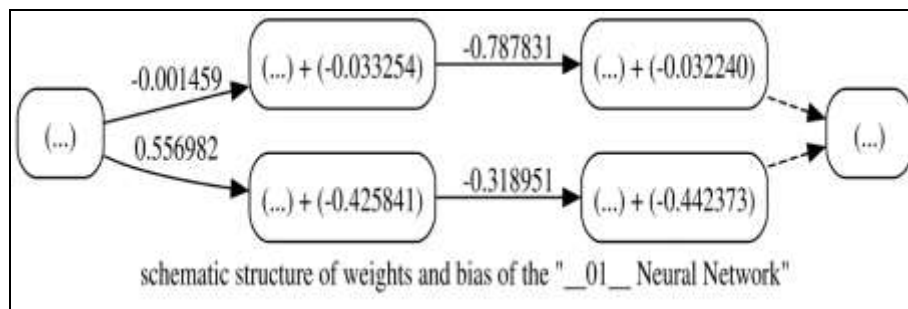 (...) + (-0.033254)
-0.787831
(...) + (-0.032240)
-0.001459
(...)
(...)
0.556982
(...) + (-0.425841)
-0.318951
(...) + (-0.442373)
schematic structure of weights and bias of the "__01__ Neural Network"